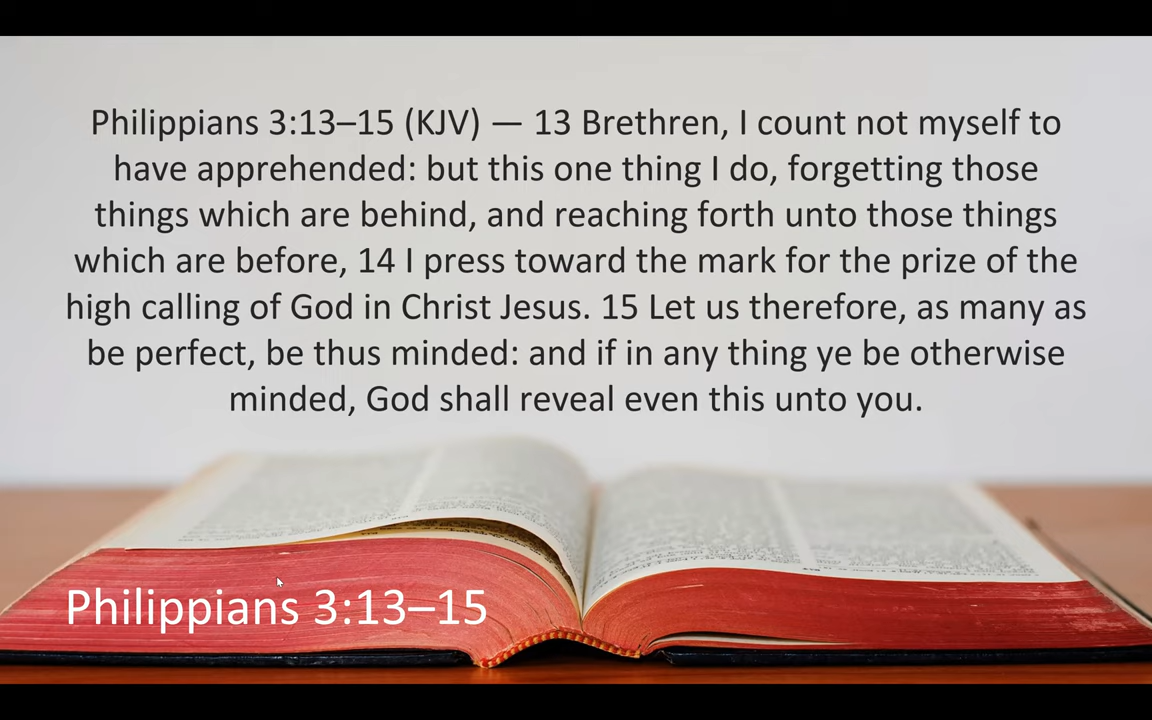 Philippians 3:13–15 (KJV) — 13 Brethren, I count not myself to
have apprehended: but this one thing I do, forgetting those
things which are behind, and reaching forth unto those things
which are before, 14 I press toward the mark for the prize of the
high calling of God in Christ Jesus. 15 Let us therefore, as many as
be perfect, be thus minded: and if in any thing ye be otherwise
minded, God shall reveal even this unto you.
Philippians 3:13–15